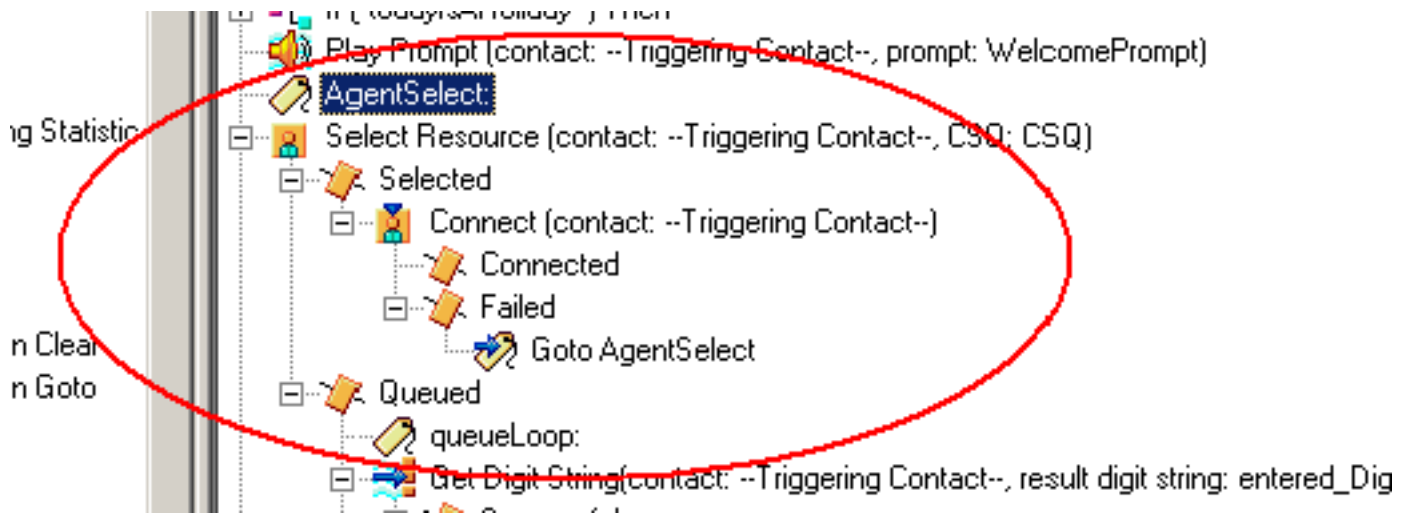 Play Prompt (contact: --Triggering Contact--, prompt: WelcomePrompt)
AgentSelect:
ng Statistic
Select Resource (contact: --Triggering Contact--, CSQ: CSQ)
Selected
Connect (contact: --Triggering Contact--)
Connected
Failed
n Clear
Goto AgentSelect
n Goto
Queued
queueLoop:
Get Digit String(contact: --Triggering Contact--, result digit string: entered_Dig